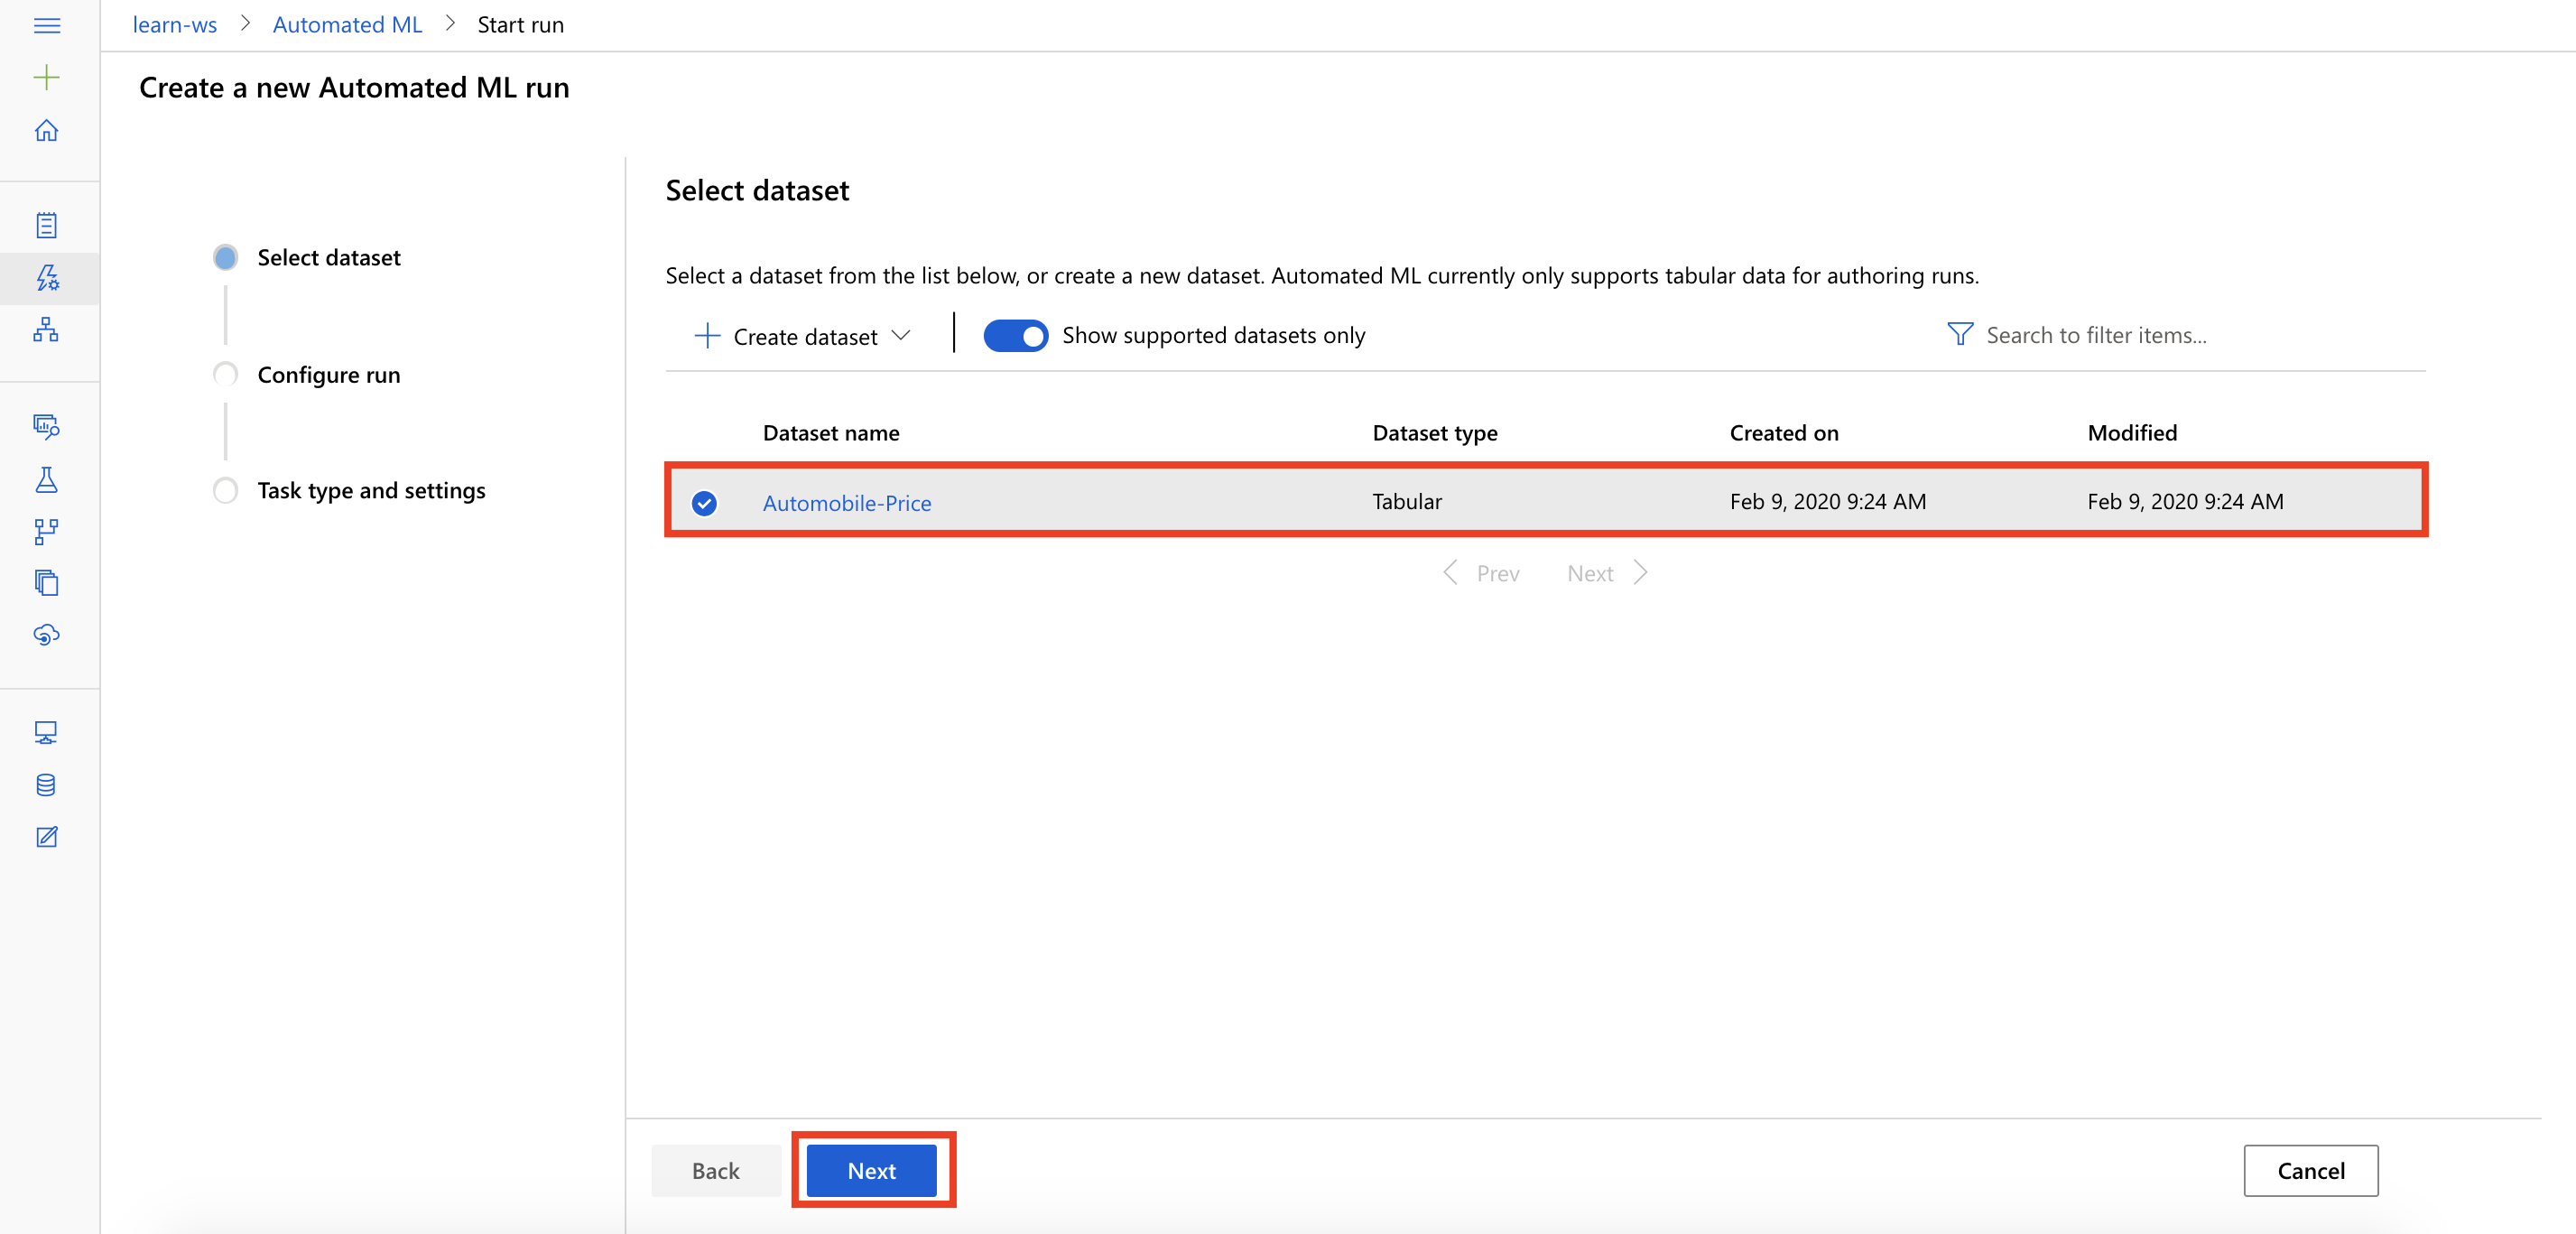 learn-ws > Automated ML > Start run
Create a new Automated ML run
Select dataset
Configure run
Task type and settings
Select dataset
Select a dataset from the list below, or create a new dataset. Automated ML currently only supports tabular data for authoring runs.
Create dataset Show supported datasets only Search to filter items...
Dataset name Dataset type Created on Modified
Automobile-Price Tabular Feb 9, 2020 9:24 AM Feb 9, 2020 9:24 AM
Prev Next
Back Next Cancel